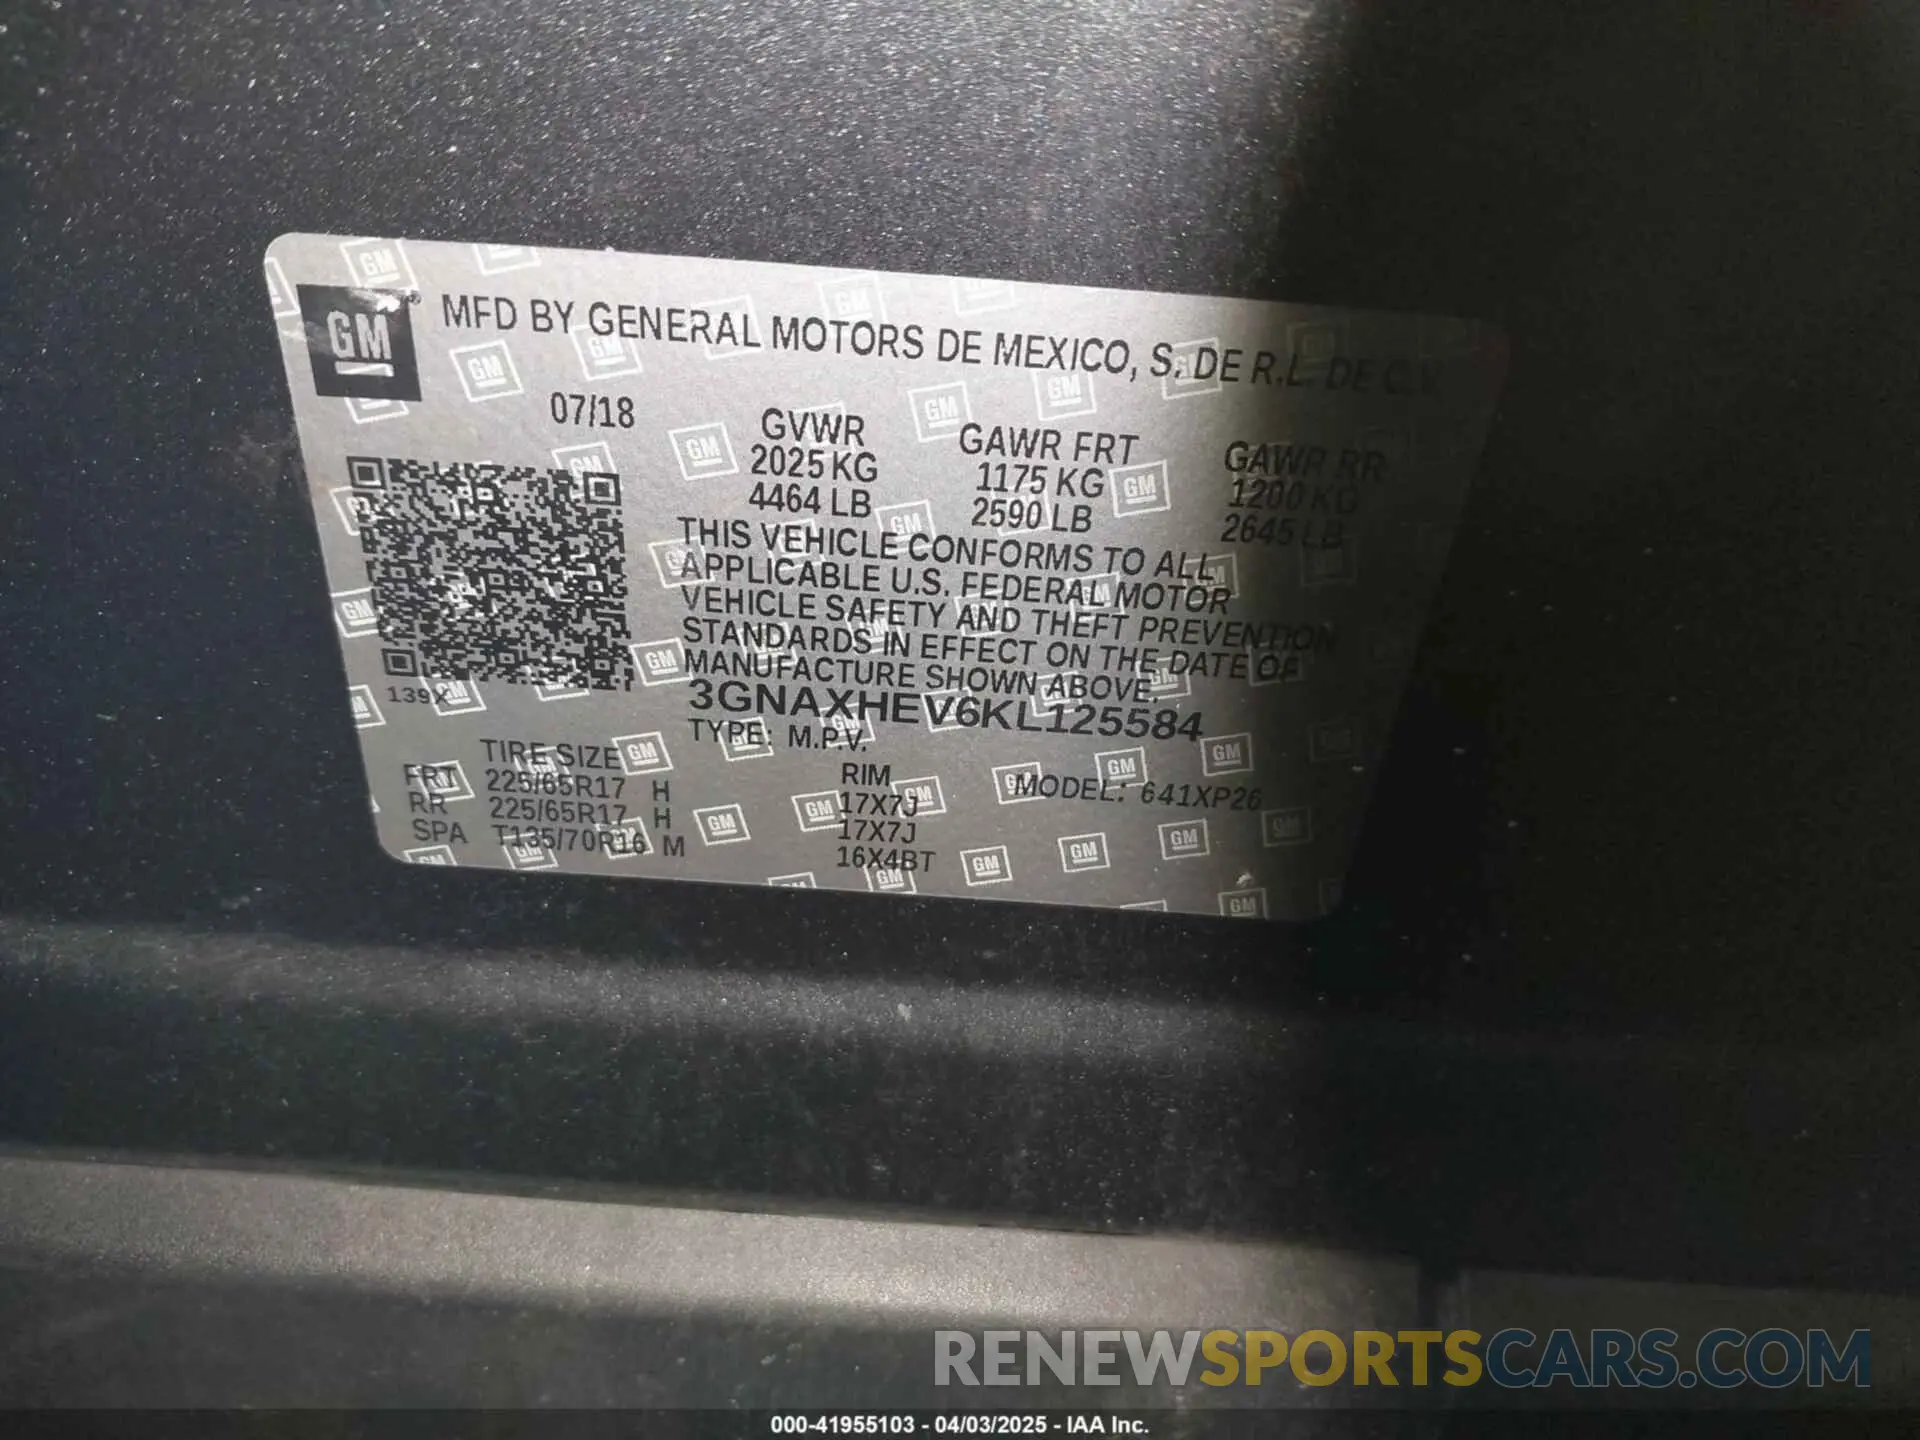 GM
MFD BY GENERAL MOTORS DE MEXICO, S. DE R.L. DE C.V.
07/18
GVWR GAWR FRT GAWR RR
2025 KG 1175 KG 1200 KG
4464 LB 2590 LB 2645 LB
THIS VEHICLE CONFORMS TO ALL
APPLICABLE U.S. FEDERAL MOTOR
VEHICLE SAFETY AND THEFT PREVENTION
STANDARDS IN EFFECT ON THE DATE OF
MANUFACTURE SHOWN ABOVE.
139X
3GNAXHEV6KL125584
TYPE: M.P.V.
TIRE SIZE RIM MODEL: 641XP26
FRT 225/65R17 H 17X7J
RR 225/65R17 H 17X7J
SPA T135/70R16 M 16X4BT
RENEWSPORTSCARS.COM
000-41955103 - 04/03/2025 - IAA Inc.